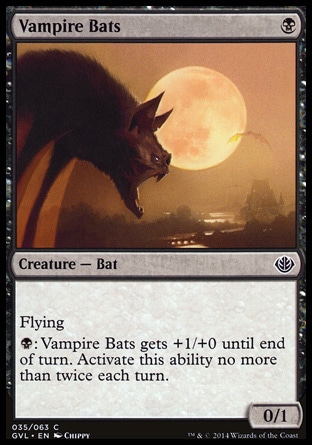 Vampire Bats
Creature — Bat
Flying
: Vampire Bats gets +1/+0 until end
of turn. Activate this ability no more
than twice each turn.
035/063 C
GVL • EN CHIPPY
™ & © 2014 Wizards of the Coast
0/1